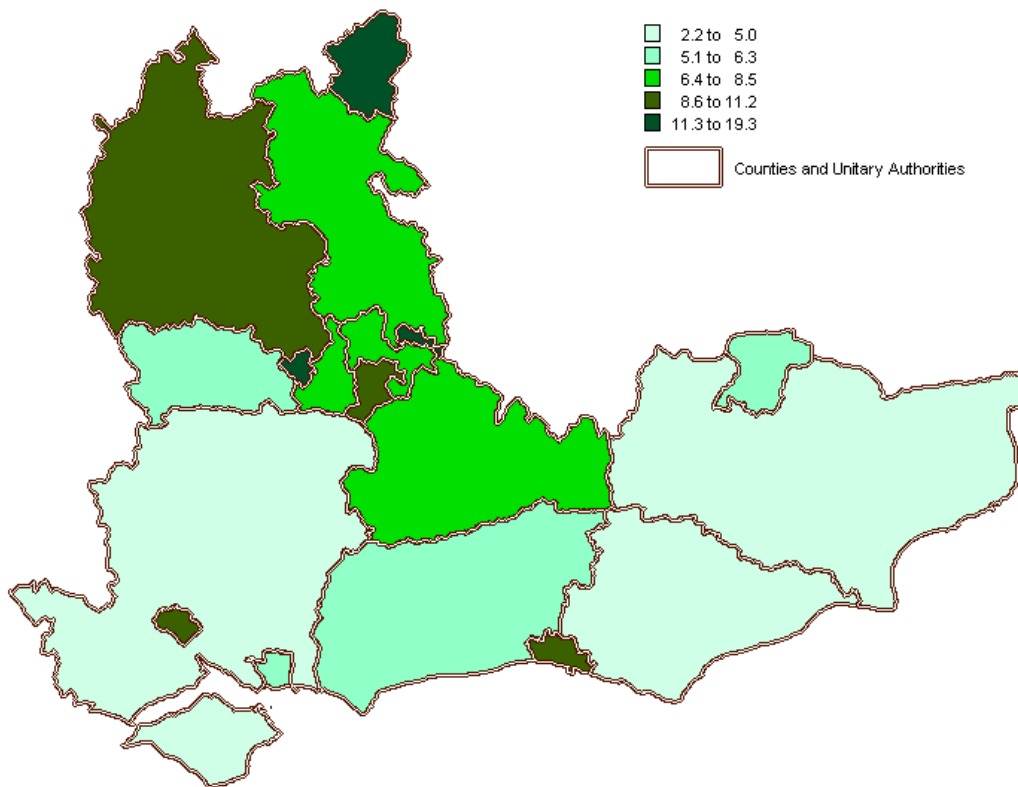 2.2 to 5.0
5.1 to 6.3
6.4 to 8.5
8.6 to 11.2
11.3 to 19.3
Counties and Unitary Authorities